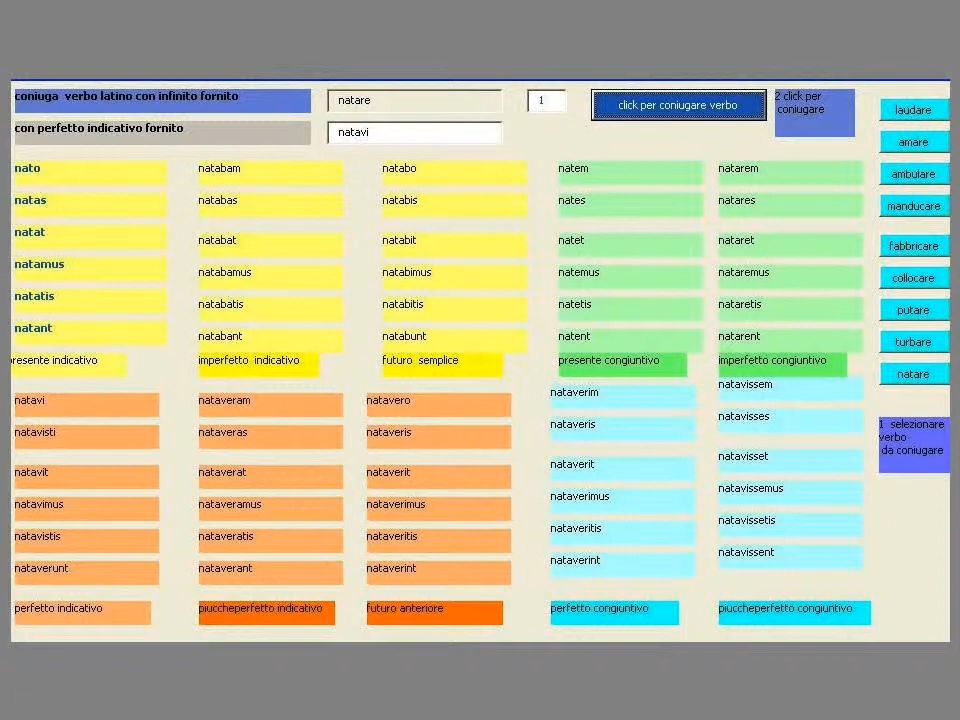 coniuga verbo latino con infinito fornito
natare
1
click per coniugare verbo
2 click per
coniugare
con perfetto indicativo fornito
natavi
nato
natas
natat
natamus
natatis
natant
presente indicativo
natabam
natabas
natabat
natabamus
natabatis
natabant
imperfetto indicativo
natabo
natabis
natabit
natabimus
natabitis
natabunt
futuro semplice
natem
nates
natet
natemus
natetis
natent
presente congiuntivo
natarem
natares
nataret
nataremus
nataretis
natarent
imperfetto congiuntivo
natavi
natavisti
natavit
natavimus
natavistis
nataverunt
perfetto indicativo
nataveram
nataveras
nataverat
nataveramus
nataveratis
nataverant
piuccheperfetto indicativo
natavero
nataveris
nataverit
nataverimus
nataveritis
nataverint
futuro anteriore
nataverim
nataveris
nataverit
nataverimus
nataveritis
nataverint
perfetto congiuntivo
natavissem
natavisses
natavisset
natavissemus
natavissetis
natavissent
piuccheperfetto congiuntivo
laudare
amare
ambulare
manducare
fabbricare
collocare
putare
turbare
natare
1 selezionare
verbo
da coniugare